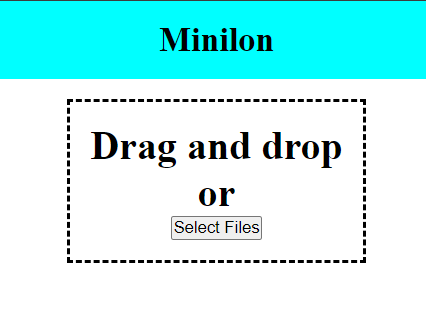 Minilon
Drag and drop
or
Select Files